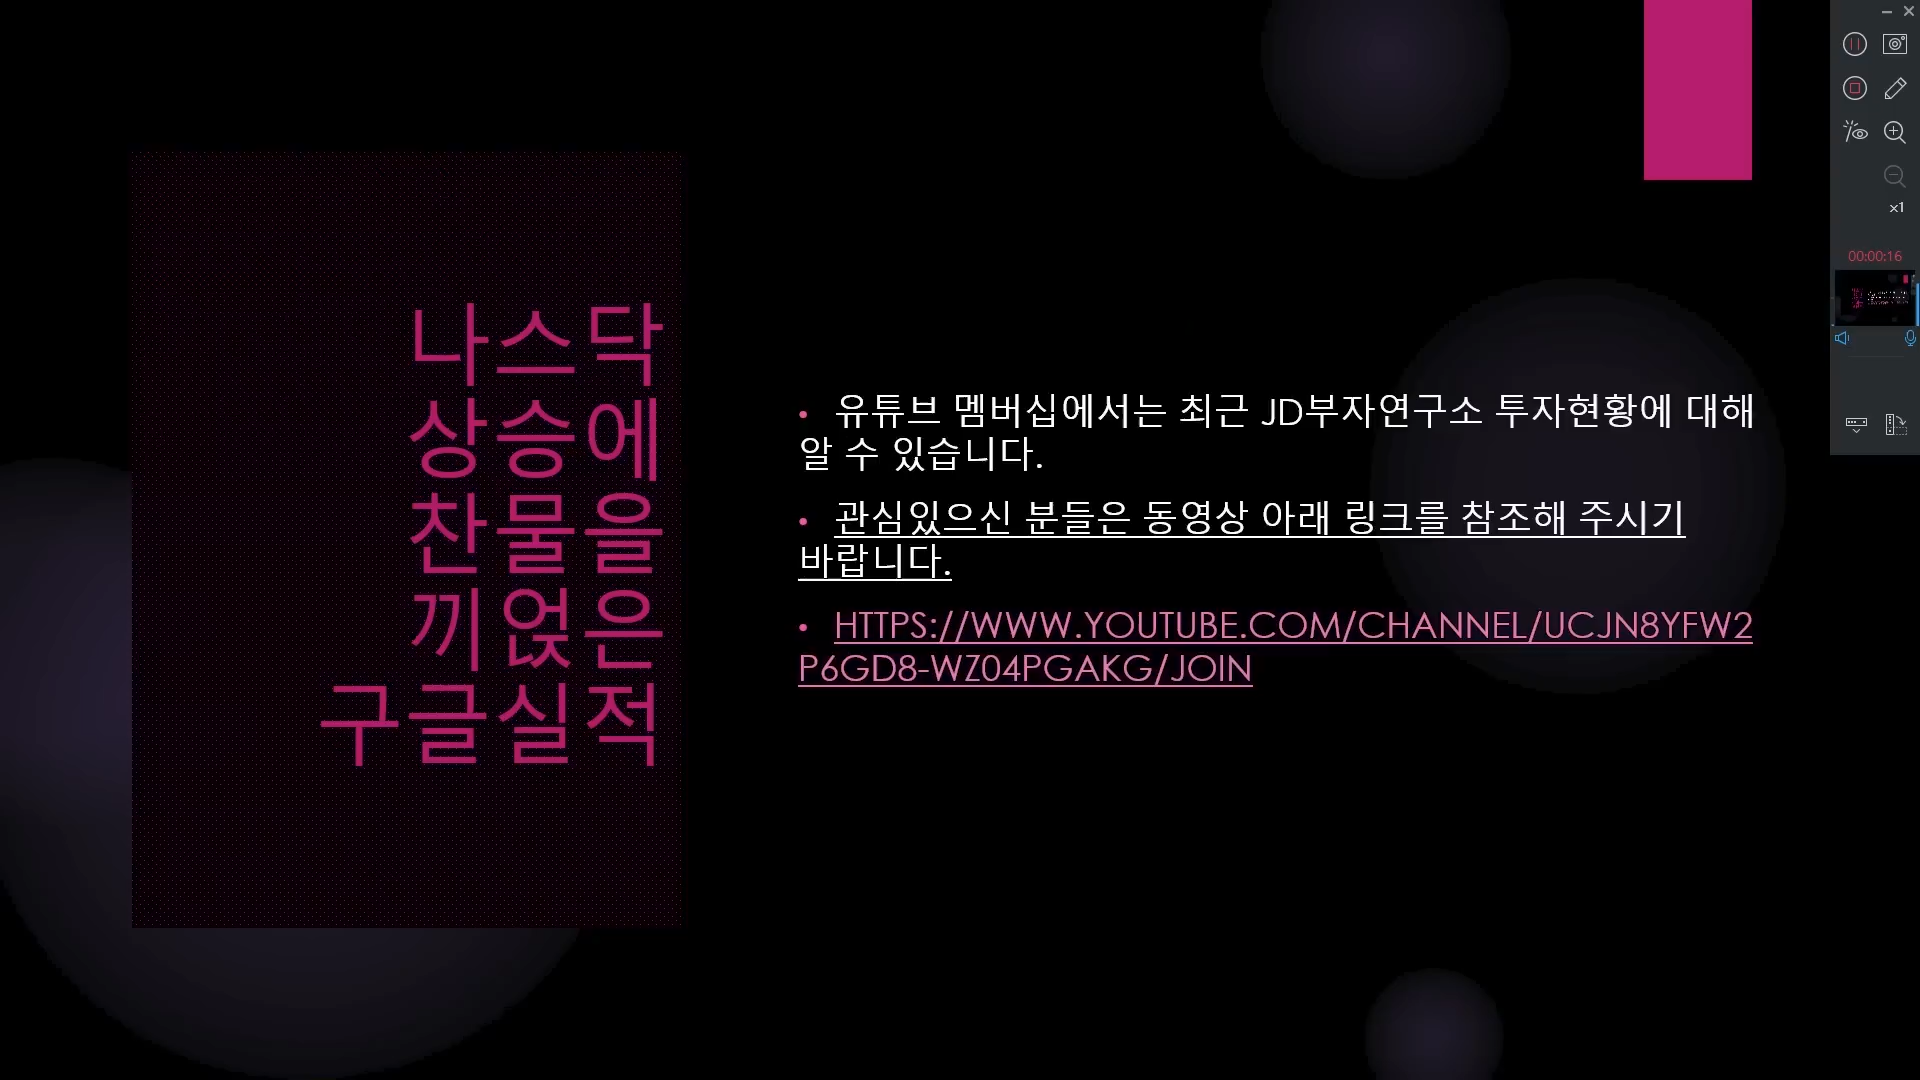 나스닥
상승에
찬물을
끼얹은
구글실적
• 유튜브 멤버십에서는 최근 JD부자연구소 투자현황에 대해
알 수 있습니다.
• 관심있으신 분들은 동영상 아래 링크를 참조해 주시기
바랍니다.
• HTTPS://WWW.YOUTUBE.COM/CHANNEL/UCJN8YFW2
P6GD8-WZ04PGAKG/JOIN
x1
00:00:16